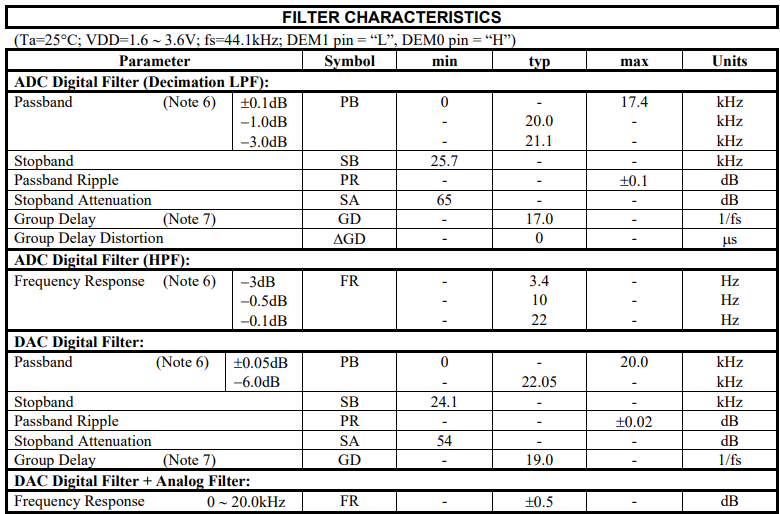 FILTER CHARACTERISTICS
(Ta=25°C; VDD=1.6 ~ 3.6V; fs=44.1kHz; DEM1 pin = “L”, DEM0 pin = “H”)
Parameter Symbol min typ max Units
ADC Digital Filter (Decimation LPF):
Passband (Note 6) ±0.1dB PB 0 - 17.4 kHz
−1.0dB - 20.0 - kHz
−3.0dB - 21.1 - kHz
Stopband SB 25.7 - - kHz
Passband Ripple PR - - ±0.1 dB
Stopband Attenuation SA 65 - - dB
Group Delay (Note 7) GD - 17.0 - 1/fs
Group Delay Distortion ΔGD - 0 - μs
ADC Digital Filter (HPF):
Frequency Response (Note 6) −3dB FR - 3.4 - Hz
−0.5dB - 10 - Hz
−0.1dB - 22 - Hz
DAC Digital Filter:
Passband (Note 6) ±0.05dB PB 0 - 20.0 kHz
−6.0dB - 22.05 - kHz
Stopband SB 24.1 - - kHz
Passband Ripple PR - - ±0.02 dB
Stopband Attenuation SA 54 - - dB
Group Delay (Note 7) GD - 19.0 - 1/fs
DAC Digital Filter + Analog Filter:
Frequency Response 0 ~ 20.0kHz FR - ±0.5 - dB